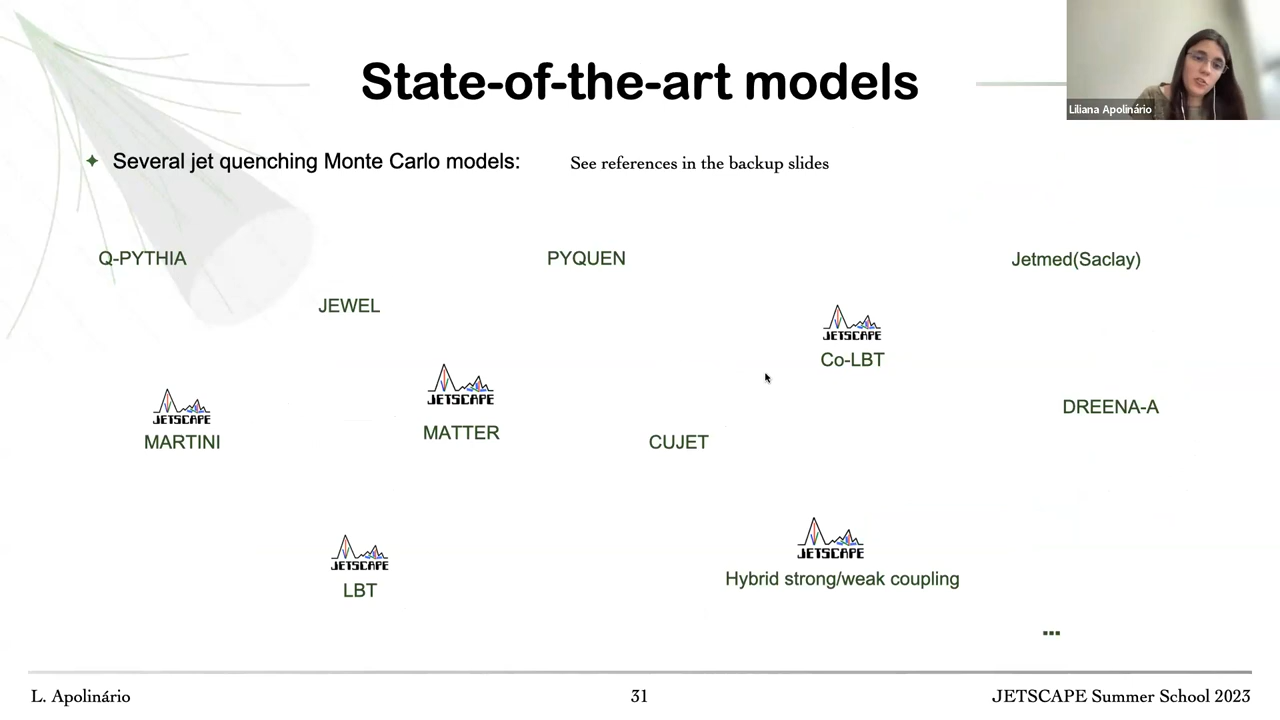 State-of-the-art models
Liliana Apolinário
✦ Several jet quenching Monte Carlo models:
See references in the backup slides
Q-PYTHIA
PYQUEN
Jetmed(Saclay)
JEWEL
JETSCAPE
Co-LBT
JETSCAPE
MATTER
JETSCAPE
MARTINI
CUJET
DREENA-A
JETSCAPE
LBT
JETSCAPE
Hybrid strong/weak coupling
...
L. Apolinário
31
JETSCAPE Summer School 2023